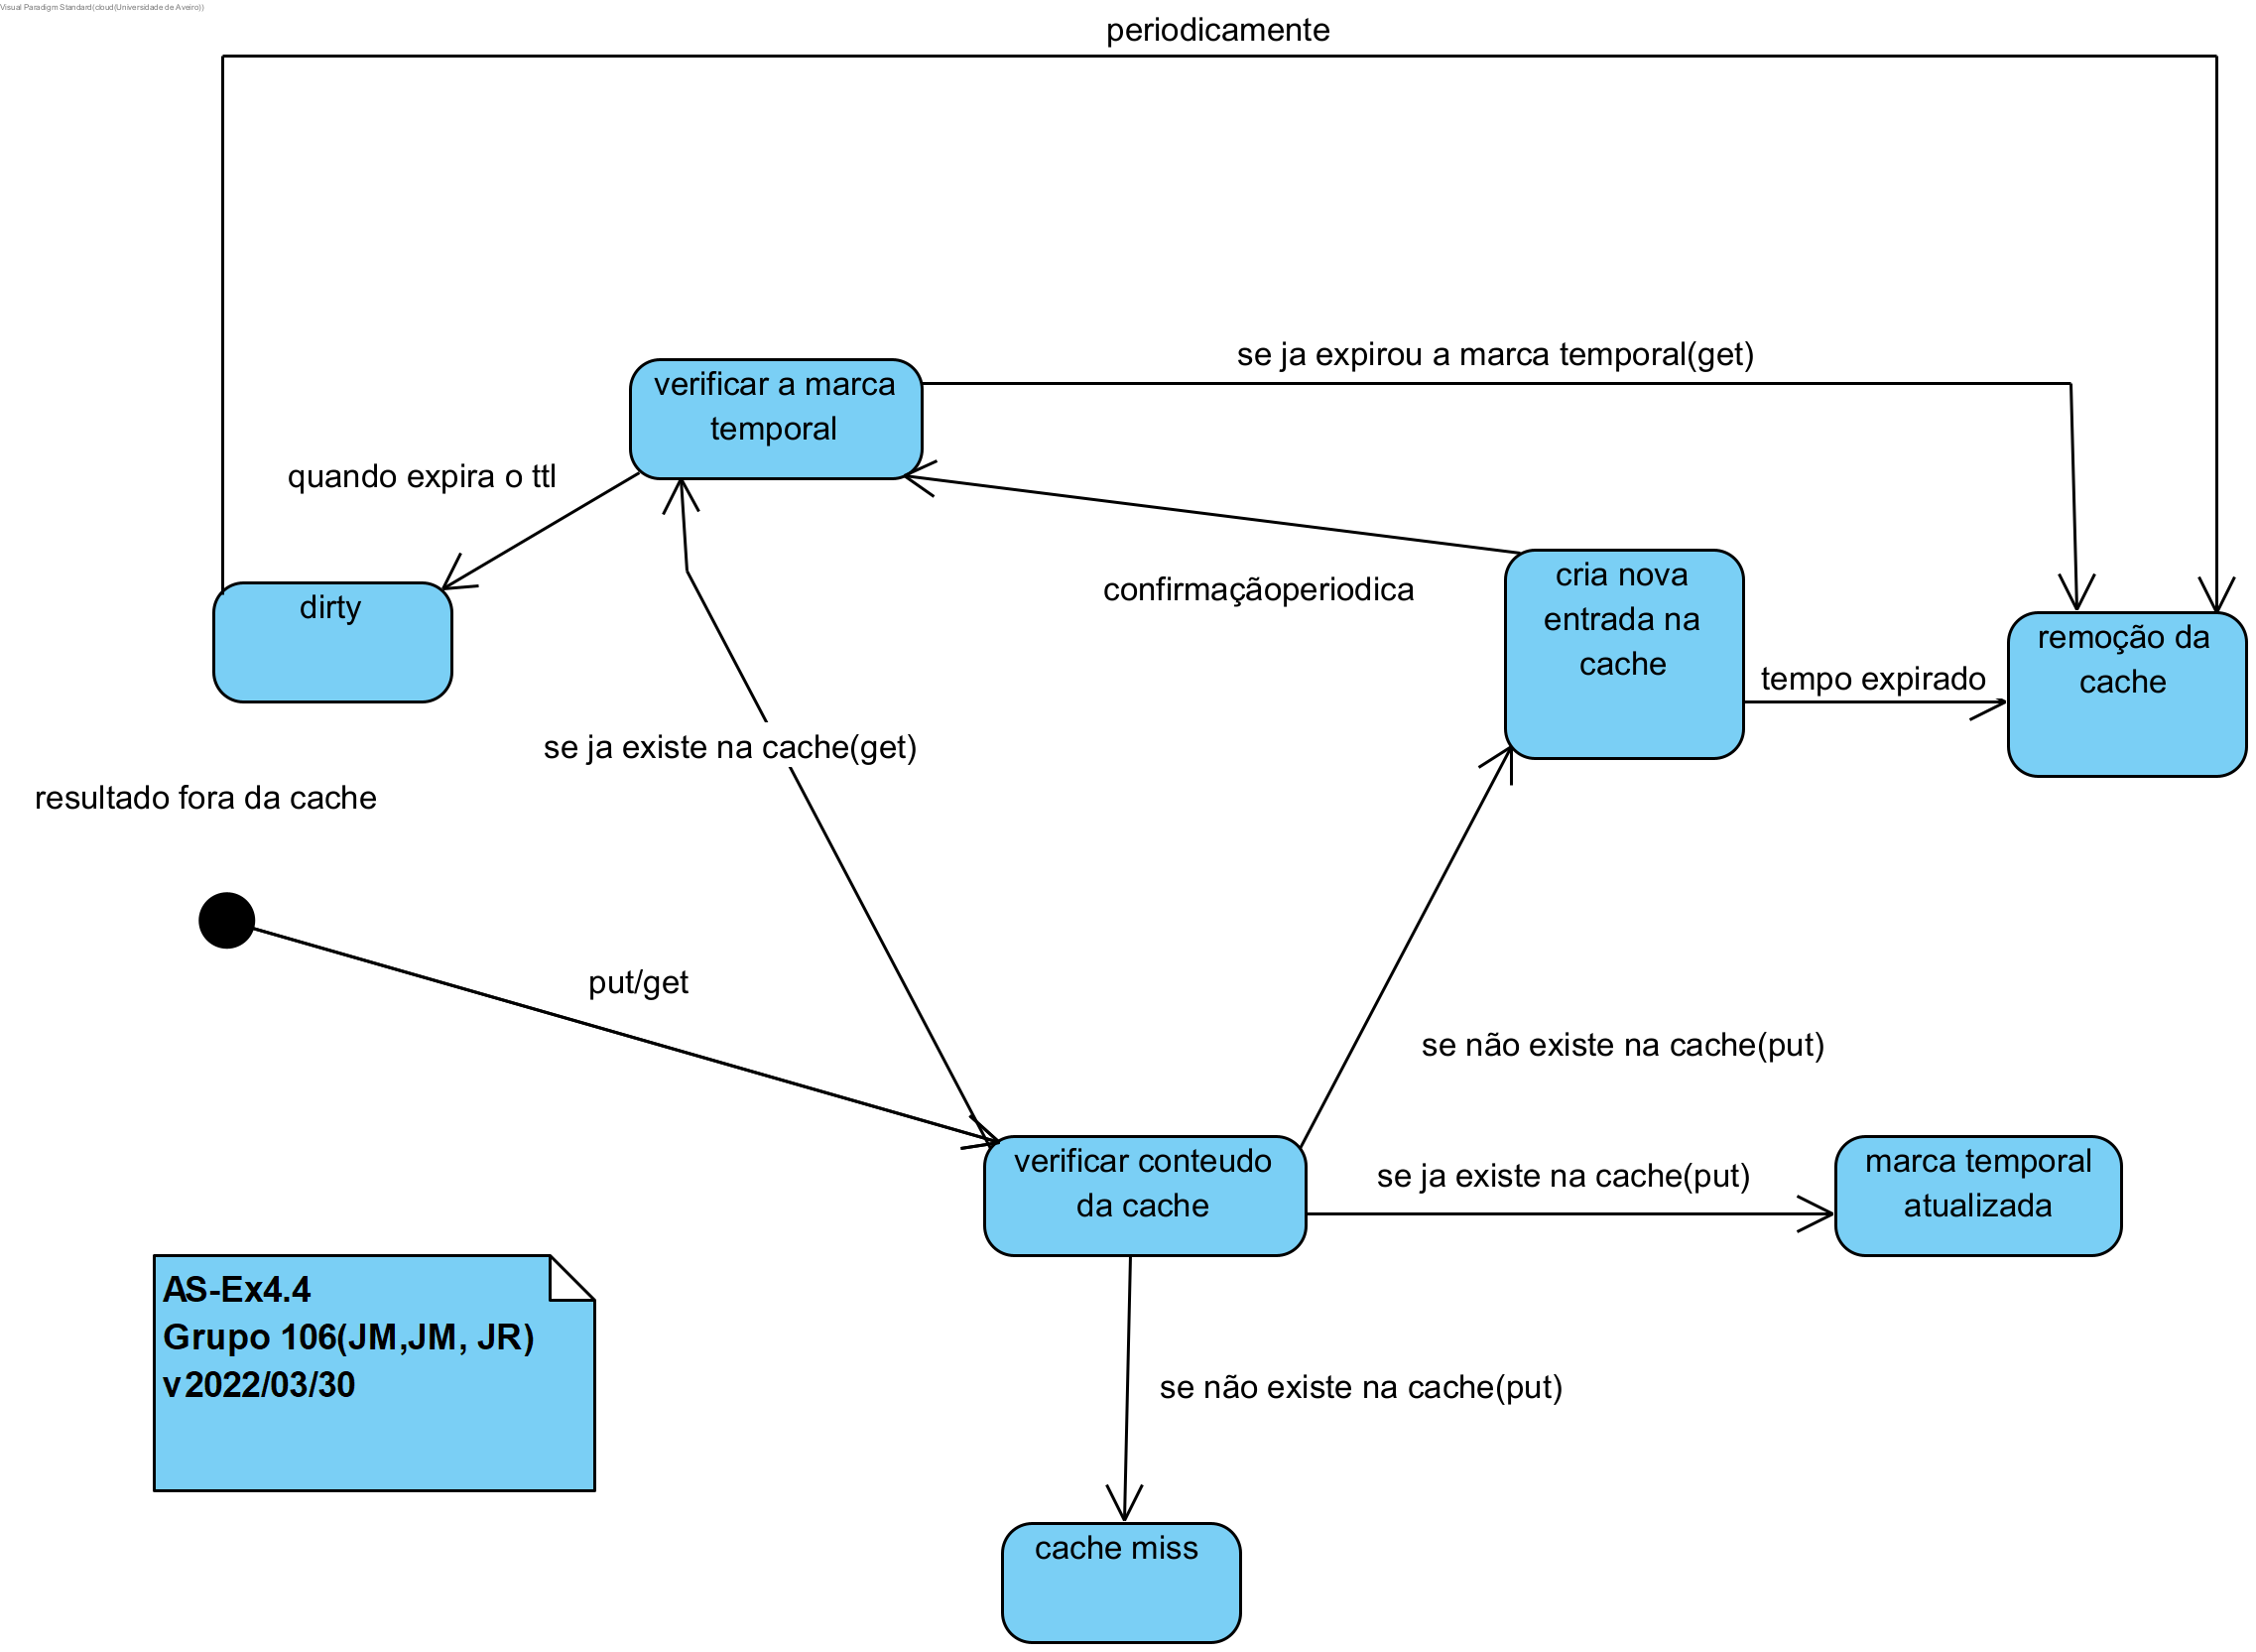 Visual Paradigm Standard(cloud(Universidade de Aveiro))
periodicamente
se ja expirou a marca temporal(get)
verificar a marca
temporal
quando expira o ttl
confirmaçãoperiodica
cria nova
entrada na
cache
dirty
remoção da
cache
tempo expirado
se ja existe na cache(get)
resultado fora da cache
put/get
se não existe na cache(put)
verificar conteudo
da cache
se ja existe na cache(put)
marca temporal
atualizada
AS-Ex4.4
Grupo 106(JM,JM, JR)
v2022/03/30
se não existe na cache(put)
cache miss